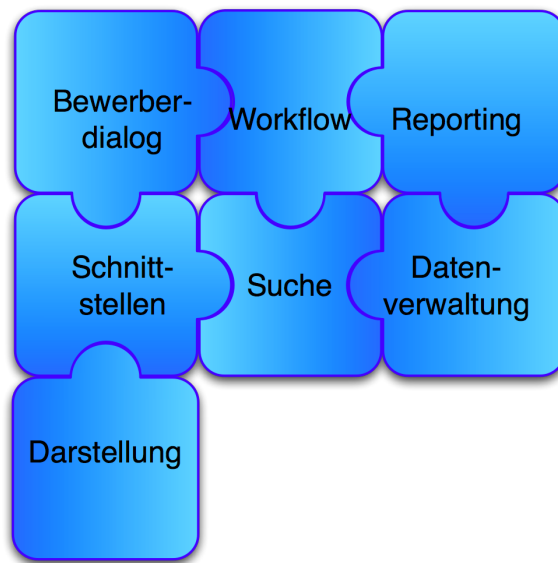 Bewerber-
dialog
Workflow
Reporting
Schnitt-
stellen
Suche
Daten-
verwaltung
Darstellung